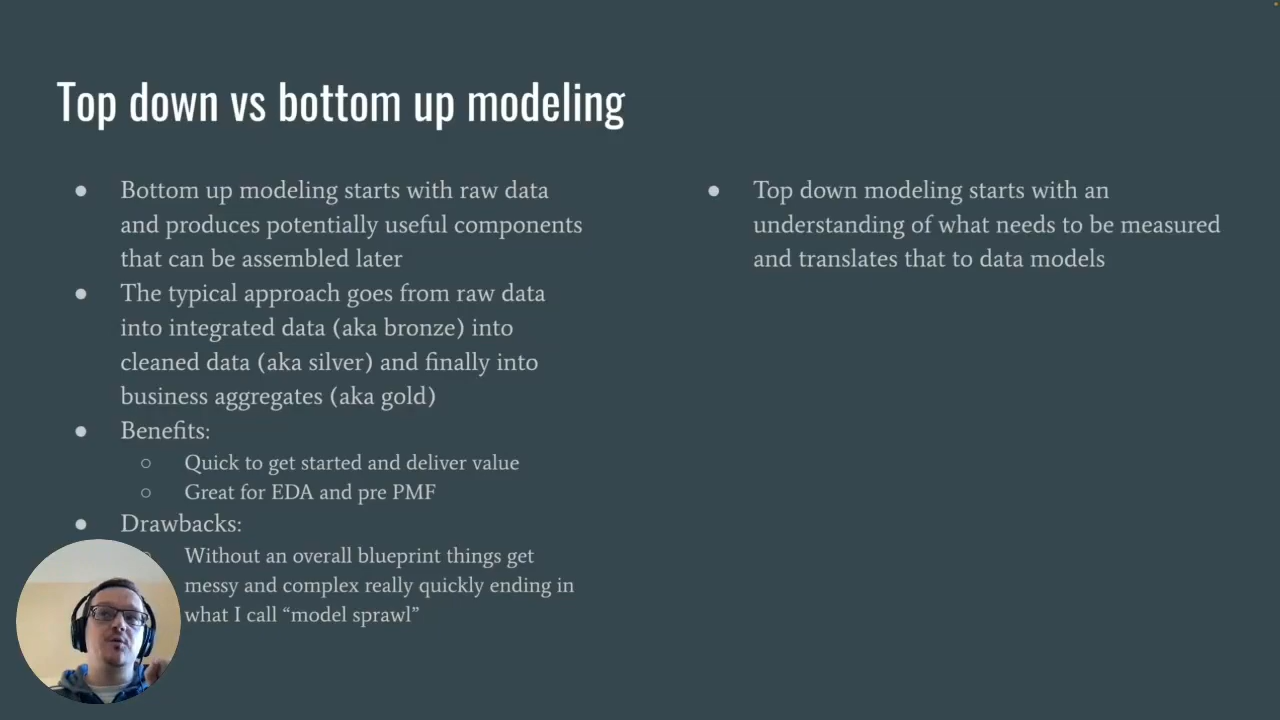 Top down vs bottom up modeling
● Bottom up modeling starts with raw data
and produces potentially useful components
that can be assembled later
● The typical approach goes from raw data
into integrated data (aka bronze) into
cleaned data (aka silver) and finally into
business aggregates (aka gold)
● Benefits:
○ Quick to get started and deliver value
○ Great for EDA and pre PMF
● Drawbacks:
○ Without an overall blueprint things get
messy and complex really quickly ending in
what I call “model sprawl”
● Top down modeling starts with an
understanding of what needs to be measured
and translates that to data models